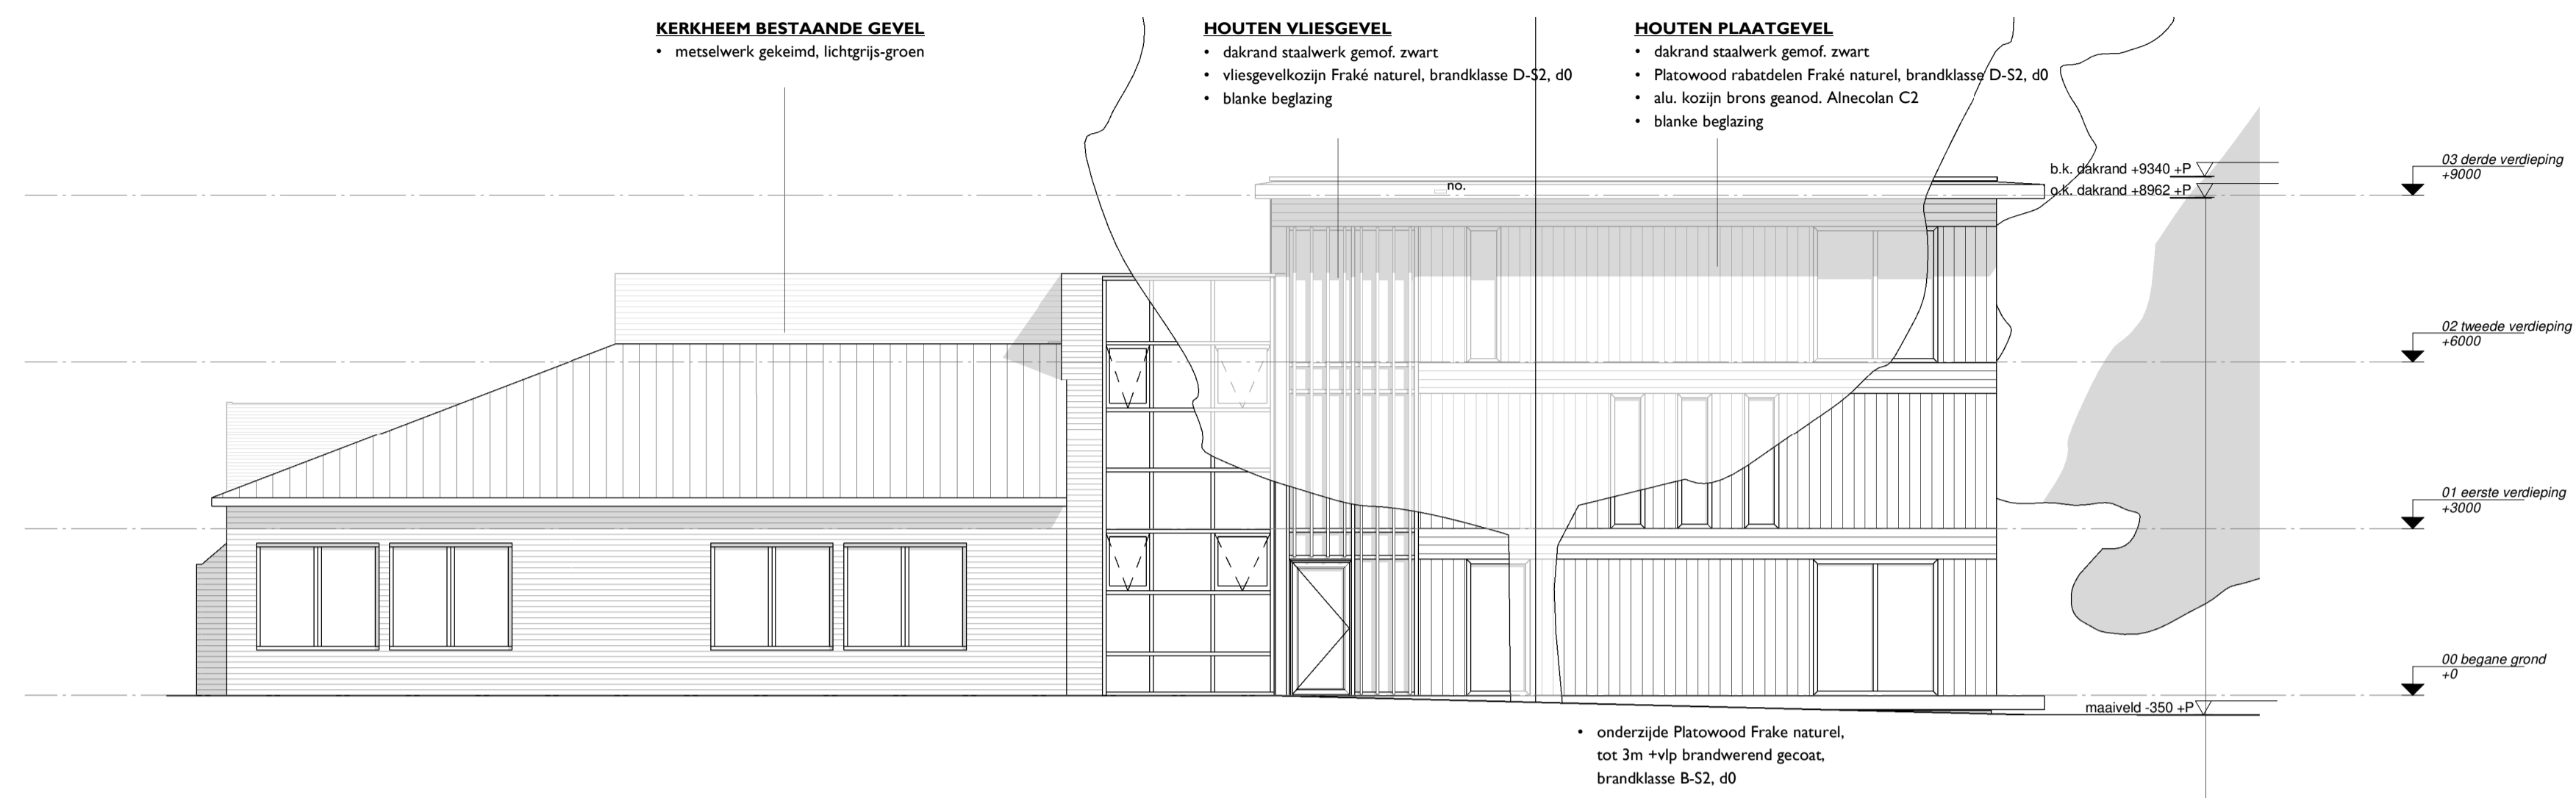 KERKHEEM BESTAANDE GEVEL
• metselwerk gekeimd, lichtgrijs-groen
HOUTEN VLIESGEVEL
• dakrand staalwerk gemof. zwart
• vliesgevelkozijn Fraké naturel, brandklasse D-S2, d0
• blanke beglazing
HOUTEN PLAATGEVEL
• dakrand staalwerk gemof. zwart
• Platowood rabatdelen Fraké naturel, brandklasse D-S2, d0
• alu. kozijn brons geanod. Alnecolan C2
• blanke beglazing
no.
b.k. dakrand +9340 +P
o.k. dakrand +8962 +P
03 derde verdieping
+9000
02 tweede verdieping
+6000
01 eerste verdieping
+3000
00 begane grond
+0
maaiveld -350 +P
• onderzijde Platowood Frake naturel,
tot 3m +vlp brandwerend gecoat,
brandklasse B-S2, d0